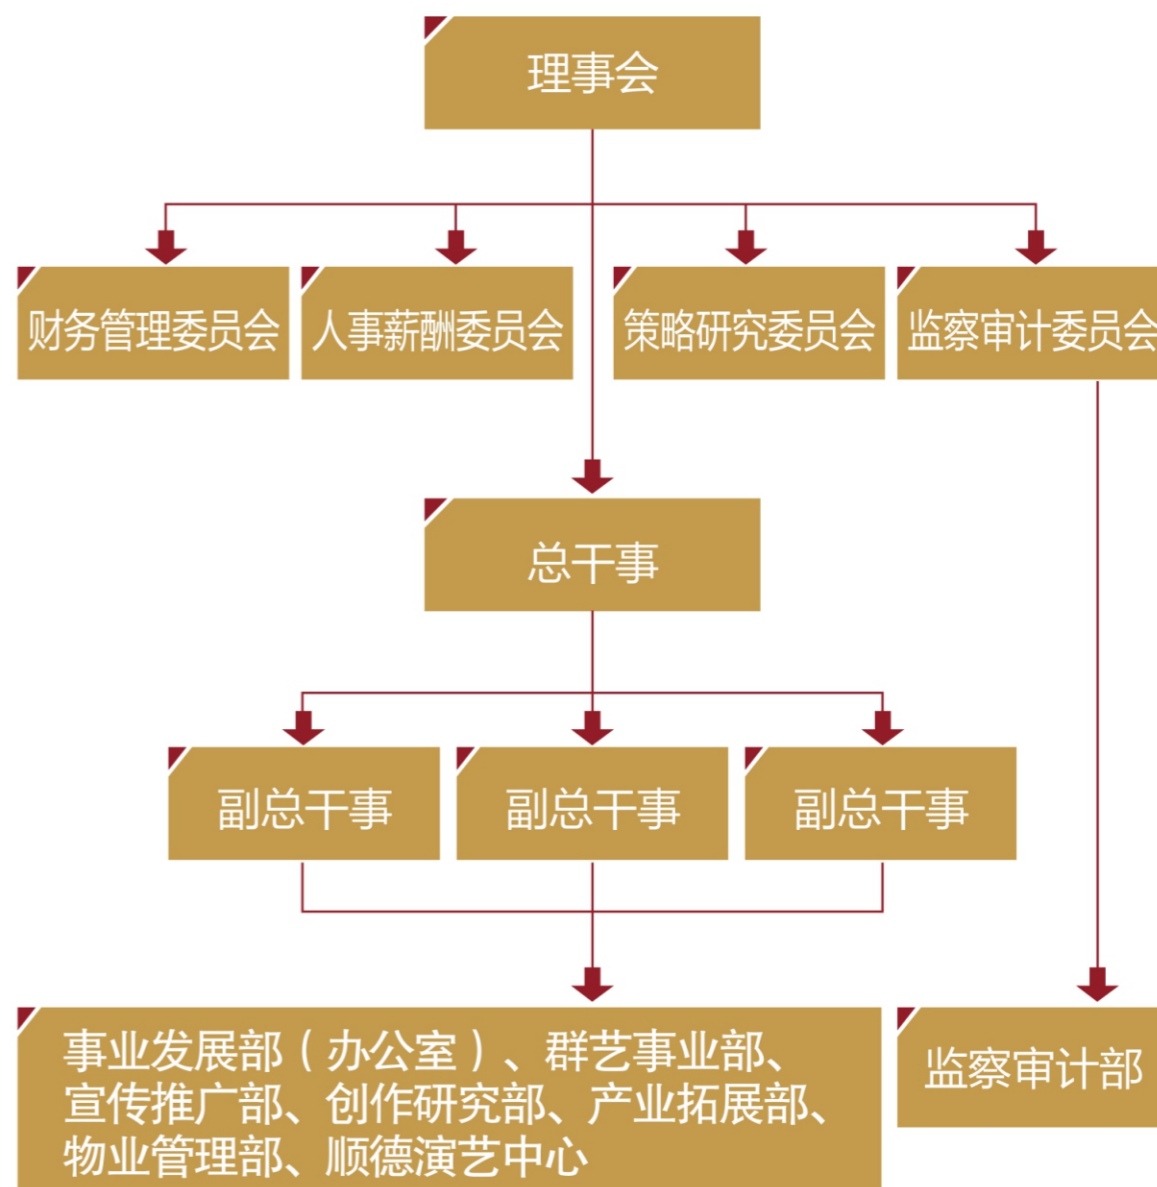 理事会
财务管理委员会
人事薪酬委员会
策略研究委员会
监察审计委员会
总干事
副总干事
副总干事
副总干事
事业发展部（办公室）、群艺事业部、
宣传推广部、创作研究部、产业拓展部、
物业管理部、顺德演艺中心
监察审计部